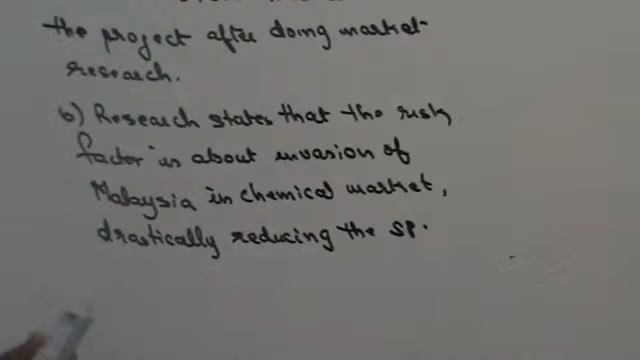 the project after doing market
research.
b) Research states that the risk
factor is about invasion of
Malaysia in chemical market,
drastically reducing the SP.